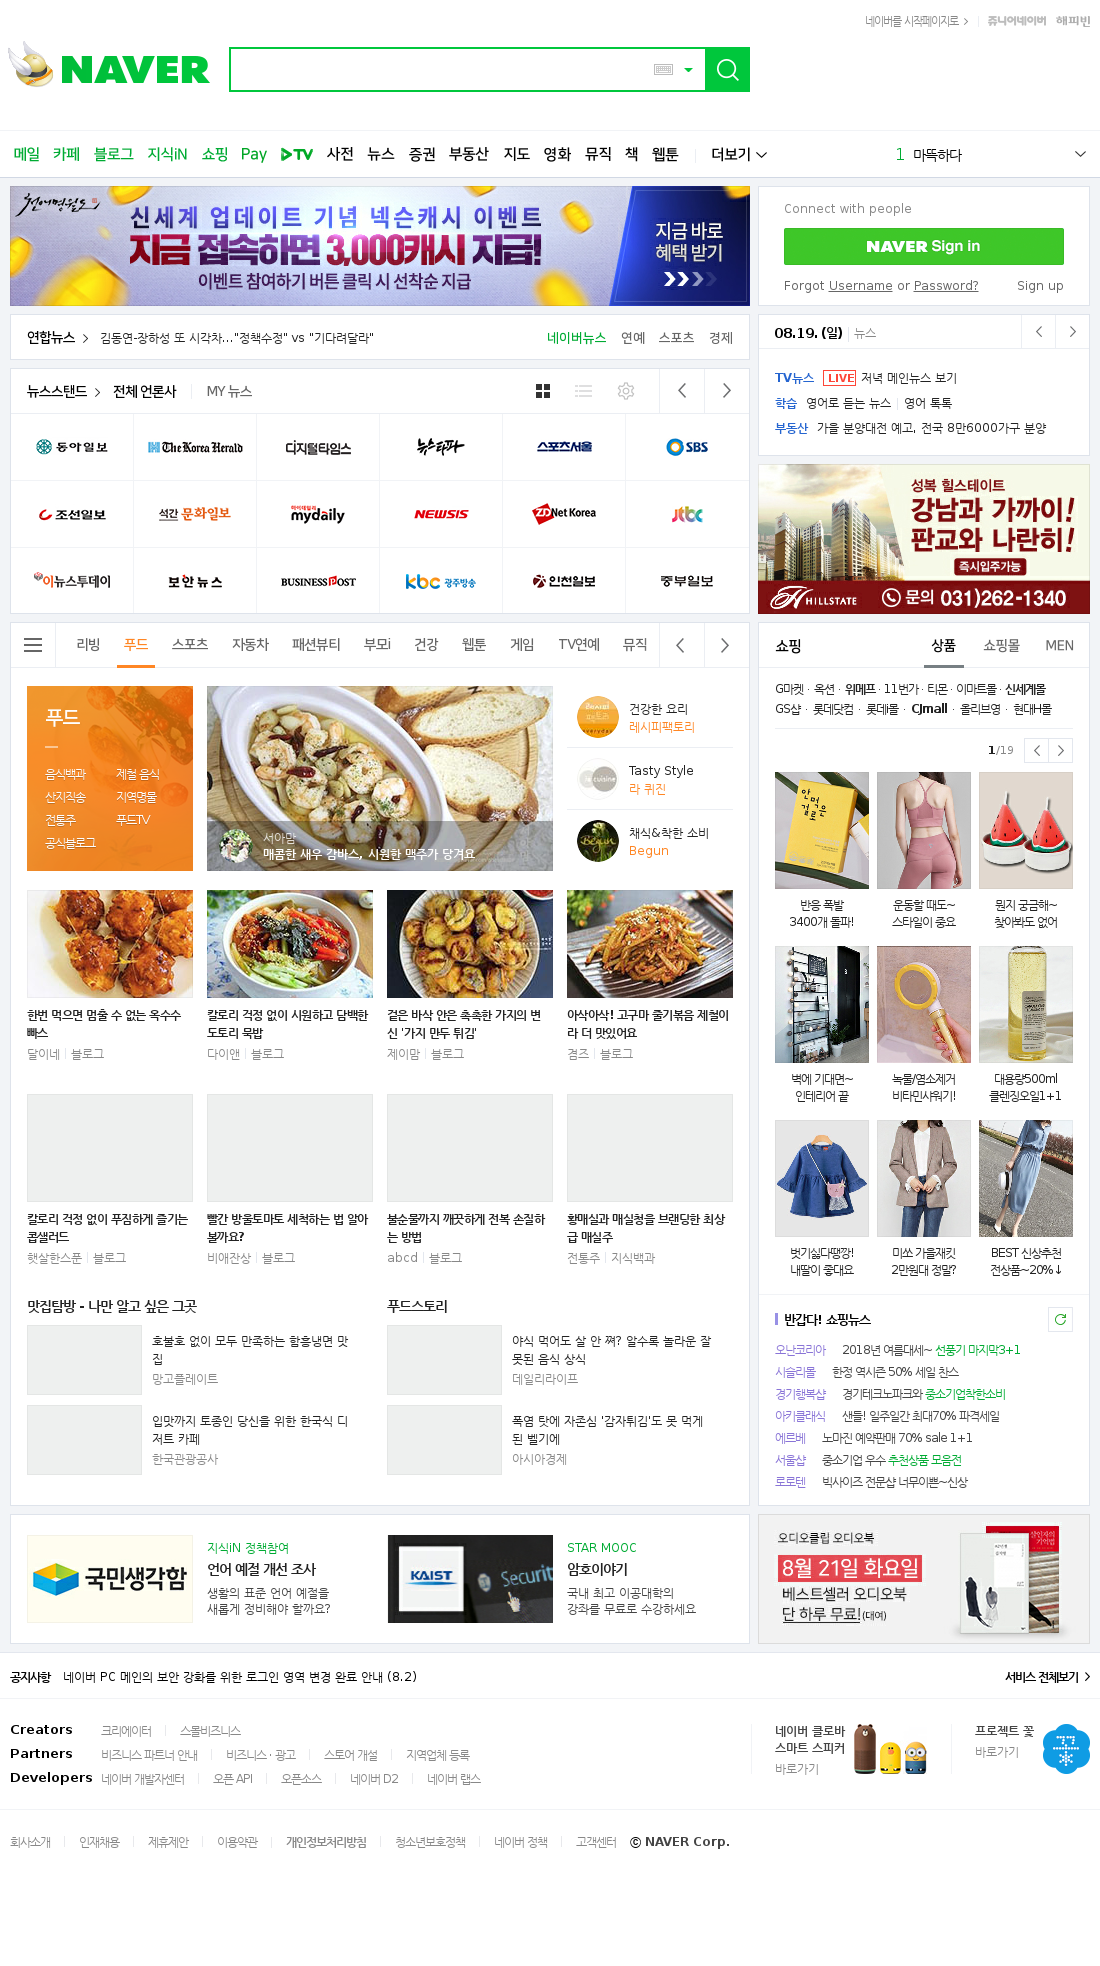 네이버를 시작페이지로
쥬니어네이버 해피빈
NAVER
메일 카페 블로그 지식iN 쇼핑 Pay TV 사전 뉴스 증권 부동산 지도 영화 뮤직 책 웹툰 더보기
1 마뜩하다
천애명월도
신세계 업데이트 기념 넥슨캐시 이벤트
지금 접속하면 3,000캐시 지급!
이벤트 참여하기 버튼 클릭 시 선착순 지급
지금 바로
혜택 받기
Connect with people
NAVER Sign in
Forgot Username or Password? Sign up
연합뉴스 김동연-장하성 또 시각차..."정책수정" vs "기다려달라"
네이버뉴스 연예 스포츠 경제
08.19. (일) 뉴스
TV뉴스 LIVE 저녁 메인뉴스 보기
학습 영어로 듣는 뉴스 영어 톡톡
부동산 가을 분양대전 예고, 전국 8만6000가구 분양
뉴스스탠드 전체 언론사 MY 뉴스
동아일보 The Korea Herald 디지털타임스 뉴스타파 스포츠서울 SBS
조선일보 석간 문화일보 마이데일리 mydaily NEWSIS ZDNet Korea jtbc
이뉴스투데이 보안뉴스 BUSINESSPOST kbc 광주방송 인천일보 중부일보
성복 힐스테이트
강남과 가까이!
판교와 나란히!
즉시입주가능
HILLSTATE 문의 031)262-1340
리빙 푸드 스포츠 자동차 패션뷰티 부모i 건강 웹툰 게임 TV연예 뮤직
푸드
음식백과 제철 음식
산지직송 지역명물
전통주 푸드TV
공식블로그
서아맘
매콤한 새우 감바스, 시원한 맥주가 당겨요
건강한 요리
레시피팩토리
Tasty Style
라 퀴진
la cuisine
채식&착한 소비
Begun
Begun
한번 먹으면 멈출 수 없는 옥수수
빠스
달이네 블로그
칼로리 걱정 없이 시원하고 담백한
도토리 묵밥
다이앤 블로그
겉은 바삭 안은 촉촉한 가지의 변
신 '가지 만두 튀김'
제이맘 블로그
아삭아삭! 고구마 줄기볶음 제철이
라 더 맛있어요
겸즈 블로그
칼로리 걱정 없이 푸짐하게 즐기는
콥샐러드
햇살한스푼 블로그
빨간 방울토마토 세척하는 법 알아
볼까요?
비애잔상 블로그
불순물까지 깨끗하게 전복 손질하
는 방법
abcd 블로그
황매실과 매실청을 브랜딩한 최상
급 매실주
전통주 지식백과
맛집탐방 - 나만 알고 싶은 그곳
호불호 없이 모두 만족하는 함흥냉면 맛
집
망고플레이트
입맛까지 토종인 당신을 위한 한국식 디
저트 카페
한국관광공사
푸드스토리
야식 먹어도 살 안 쪄? 알수록 놀라운 잘
못된 음식 상식
데일리라이프
폭염 탓에 자존심 '감자튀김'도 못 먹게
된 벨기에
아시아경제
쇼핑 상품 쇼핑몰 MEN
G마켓 · 옥션 · 위메프 · 11번가 · 티몬 · 이마트몰 · 신세계몰
GS샵 · 롯데닷컴 · 롯데i몰 · CJmall · 올리브영 · 현대H몰
1/19
안 먹은 걸로
반응 폭발
3400개 돌파!
운동할 때도~
스타일이 중요
뭔지 궁금해~
찾아봐도 없어
벽에 기대면~
인테리어 끝
녹물/염소제거
비타민샤워기!
대용량500ml
클렌징오일1+1
벗기싫다땡깡!
내딸이 좋대요
미쏘 가을재킷
2만원대 정말?
BEST 신상추천
전상품~20%↓
반갑다! 쇼핑뉴스
오난코리아 2018년 여름대세~ 선풍기 마지막3+1
시슬리몰 한정 역시즌 50% 세일 찬스
경기행복샵 경기테크노파크와 중소기업착한소비
아키클래식 샌들! 일주일간 최대70% 파격세일
에르베 노마진 예약판매 70% sale 1+1
서울샵 중소기업 우수 추천상품 모음전
로로텐 빅사이즈 전문샵 너무이쁜~신상
국민생각함
지식iN 정책참여
언어 예절 개선 조사
생활의 표준 언어 예절을
새롭게 정비해야 할까요?
KAIST Securit
STAR MOOC
암호이야기
국내 최고 이공대학의
강좌를 무료로 수강하세요
오디오클립 오디오북
8월 21일 화요일
베스트셀러 오디오북
단 하루 무료!(대여)
살인자의 기억법
공지사항 네이버 PC 메인의 보안 강화를 위한 로그인 영역 변경 완료 안내 (8.2)
서비스 전체보기
Creators 크리에이터 스몰비즈니스
Partners 비즈니스 파트너 안내 비즈니스 · 광고 스토어 개설 지역업체 등록
Developers 네이버 개발자센터 오픈 API 오픈소스 네이버 D2 네이버 랩스
네이버 클로바
스마트 스피커
바로가기
프로젝트 꽃
바로가기
회사소개 인재채용 제휴제안 이용약관 개인정보처리방침 청소년보호정책 네이버 정책 고객센터 © NAVER Corp.